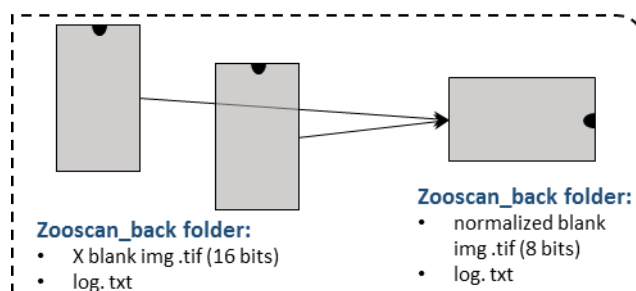 Zooscan_back folder:
• X blank img .tif (16 bits)
• log. txt
Zooscan_back folder:
• normalized blank
img .tif (8 bits)
• log. txt